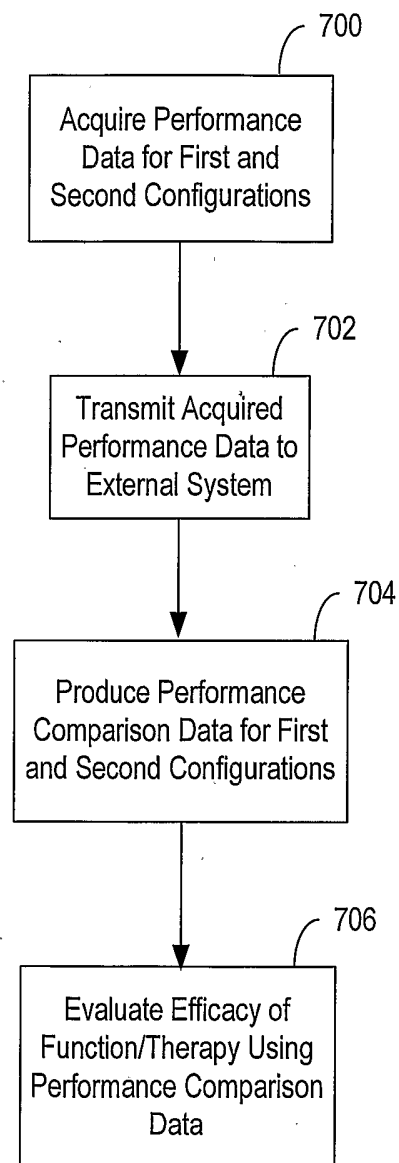 700
Acquire Performance
Data for First and
Second Configurations
702
Transmit Acquired
Performance Data to
External System
704
Produce Performance
Comparison Data for First
and Second Configurations
706
Evaluate Efficacy of
Function/Therapy Using
Performance Comparison
Data